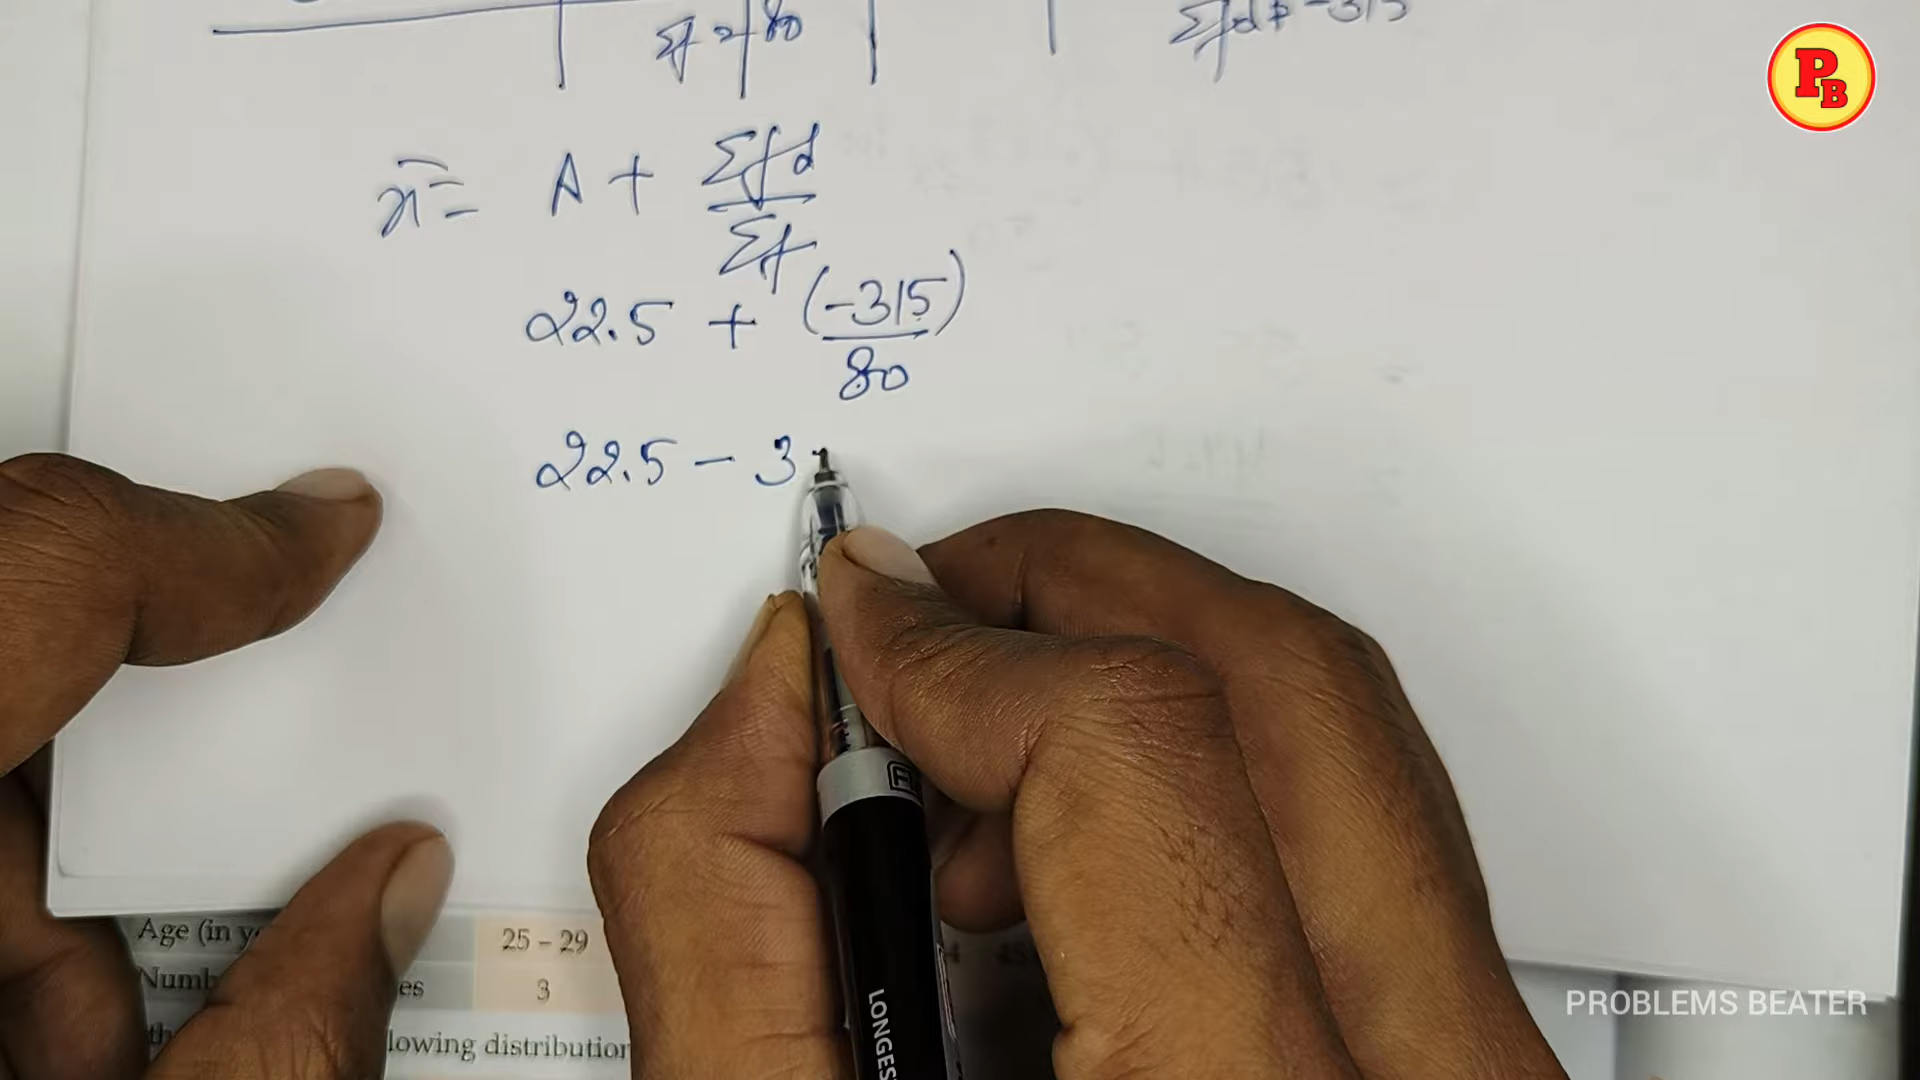 Σf = 80 Σfd = -315
PB
x̄ = A + Σfd / Σf
22.5 + (-315) / 80
22.5 - 3
Age (in 25 – 29
es 3
lowing distribution
LONGES
PROBLEMS BEATER